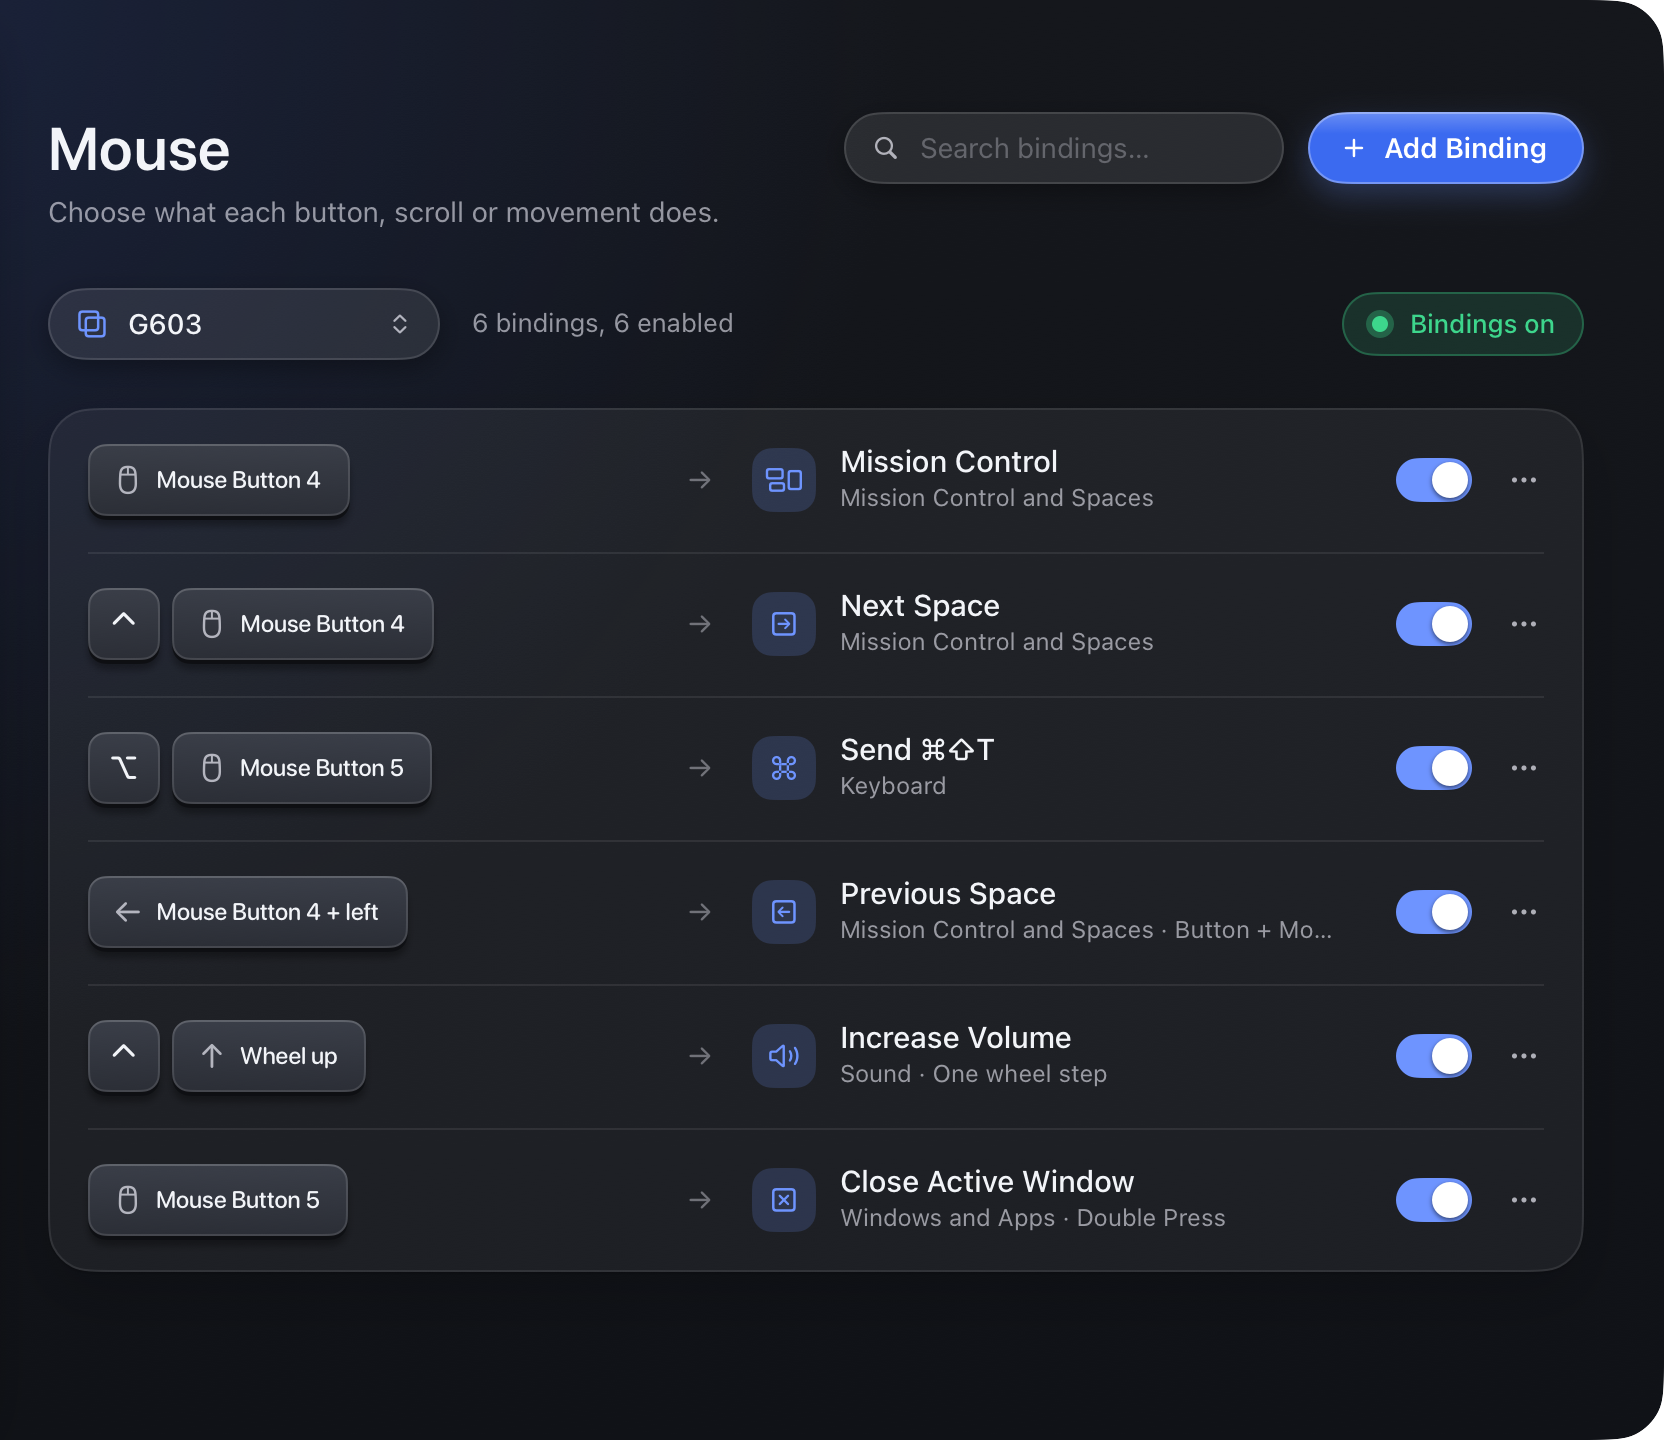 Mouse
Choose what each button, scroll or movement does.
Search bindings...
+ Add Binding
G603
6 bindings, 6 enabled
Bindings on
Mouse Button 4
→
Mission Control
Mission Control and Spaces
⌃ Mouse Button 4
→
Next Space
Mission Control and Spaces
⌥ Mouse Button 5
→
Send ⌘⇧T
Keyboard
← Mouse Button 4 + left
→
Previous Space
Mission Control and Spaces · Button + Mo...
⌃ ↑ Wheel up
→
Increase Volume
Sound · One wheel step
Mouse Button 5
→
Close Active Window
Windows and Apps · Double Press